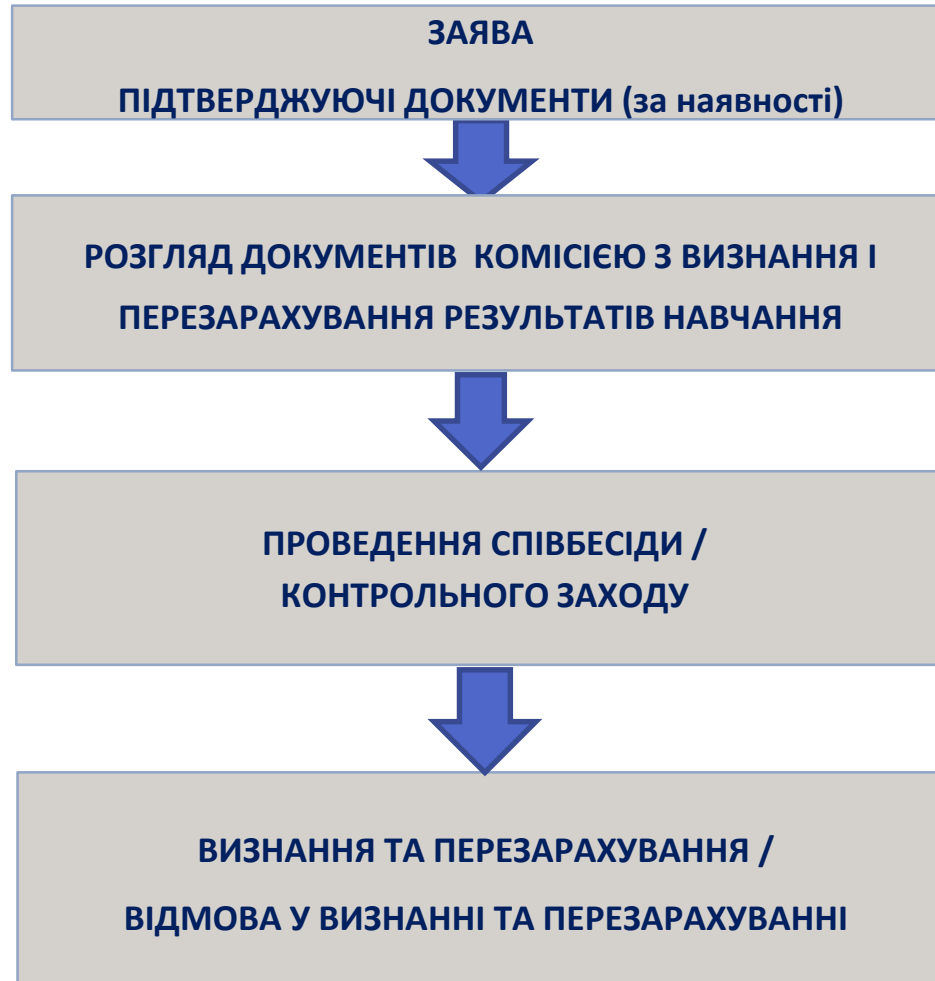 ЗАЯВА
ПІДТВЕРДЖУЮЧІ ДОКУМЕНТИ (за наявності)
РОЗГЛЯД ДОКУМЕНТІВ КОМІСІЄЮ З ВИЗНАННЯ І
ПЕРЕЗАРАХУВАННЯ РЕЗУЛЬТАТІВ НАВЧАННЯ
ПРОВЕДЕННЯ СПІВБЕСІДИ /
КОНТРОЛЬНОГО ЗАХОДУ
ВИЗНАННЯ ТА ПЕРЕЗАРАХУВАННЯ /
ВІДМОВА У ВИЗНАННІ ТА ПЕРЕЗАРАХУВАННІ